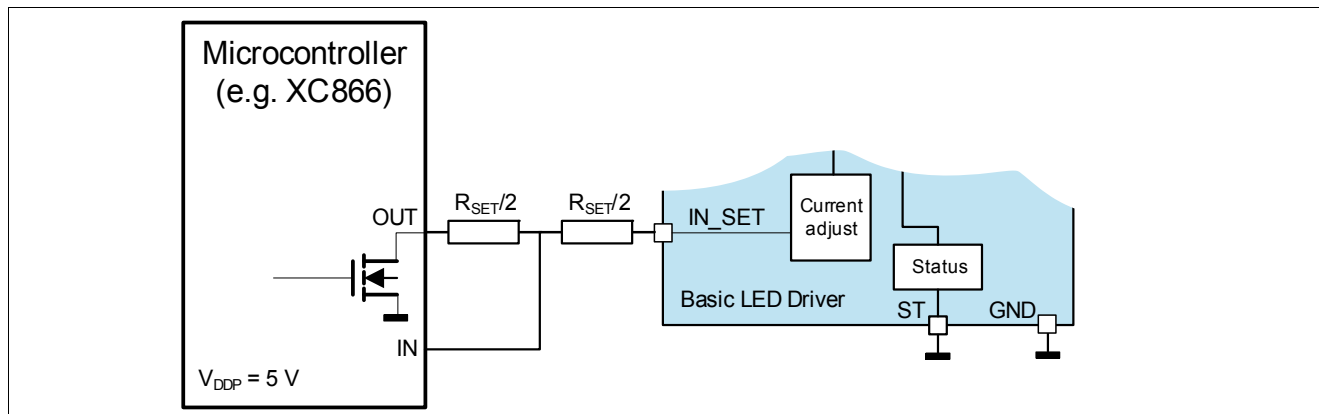 Microcontroller
(e.g. XC866)
OUT
R_SET/2
R_SET/2
IN_SET
Current
adjust
Status
Basic LED Driver
ST
GND
IN
V_DDP = 5 V